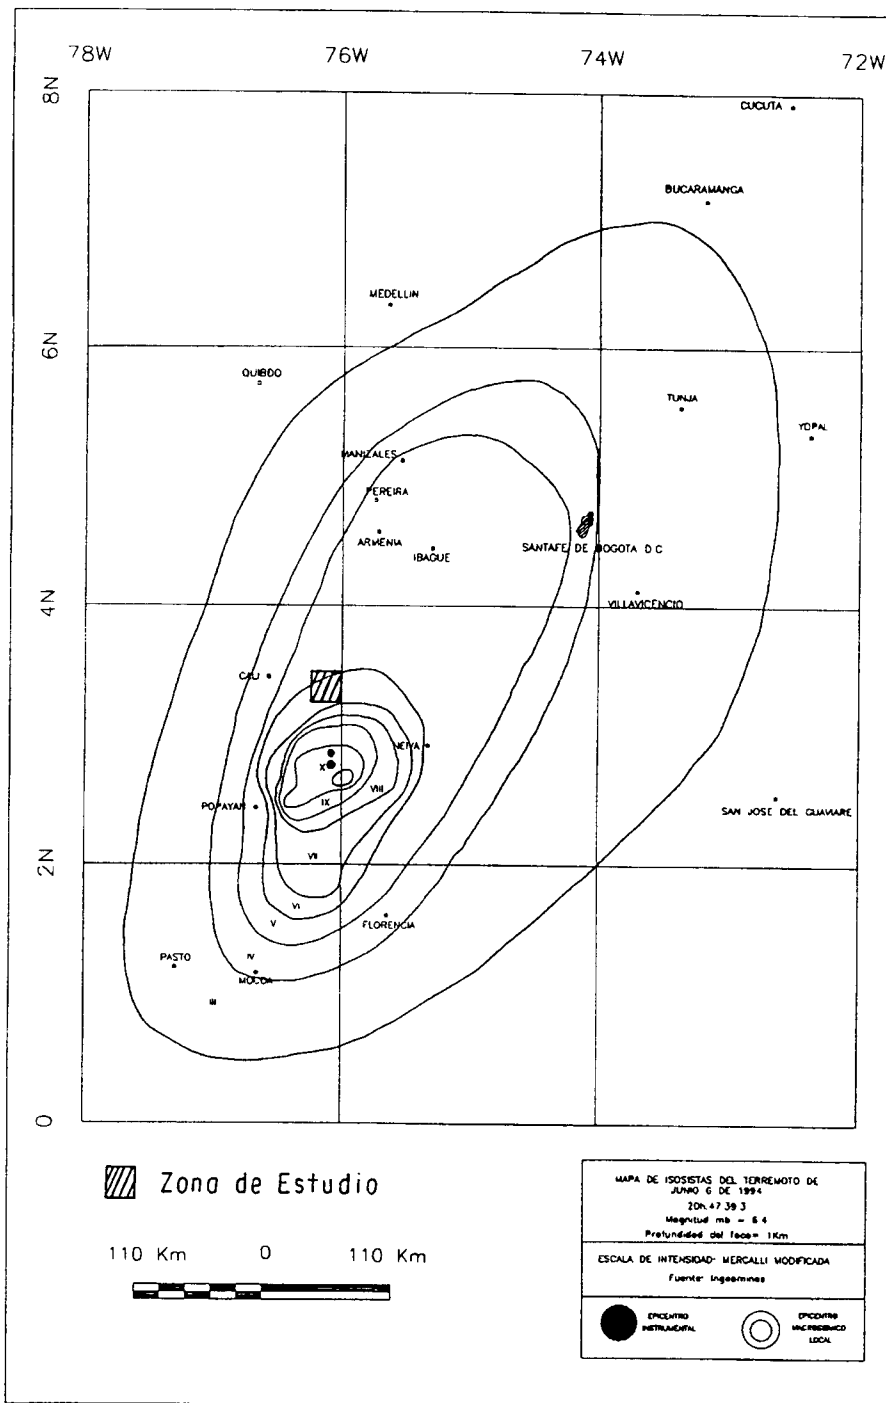 78W 76W 74W 72W
8N
CUCUTA
BUCARAMANGA
MEDELLIN
6N
QUIBDO
TUNJA
YOPAL
MANIZALES
PEREIRA
ARMENIA
IBAGUE
SANTAFE DE BOGOTA D.C
4N
VILLAVICENCIO
CALI
NEIVA
X
VIII
IX
POPAYAN
SAN JOSE DEL GUAVIARE
2N
VII
VI
V
FLORENCIA
IV
PASTO
MOCOA
III
0
Zona de Estudio
110 Km 0 110 Km
MAPA DE ISOSISTAS DEL TERREMOTO DE
JUNIO 6 DE 1994
20h.47 39.3
Magnitud mb = 6.4
Profundidad del foco= 1Km
ESCALA DE INTENSIDAD: MERCALLI MODIFICADA
Fuente: Ingeominas
EPICENTRO
INSTRUMENTAL
EPICENTRO
MACROSISMICO
LOCAL